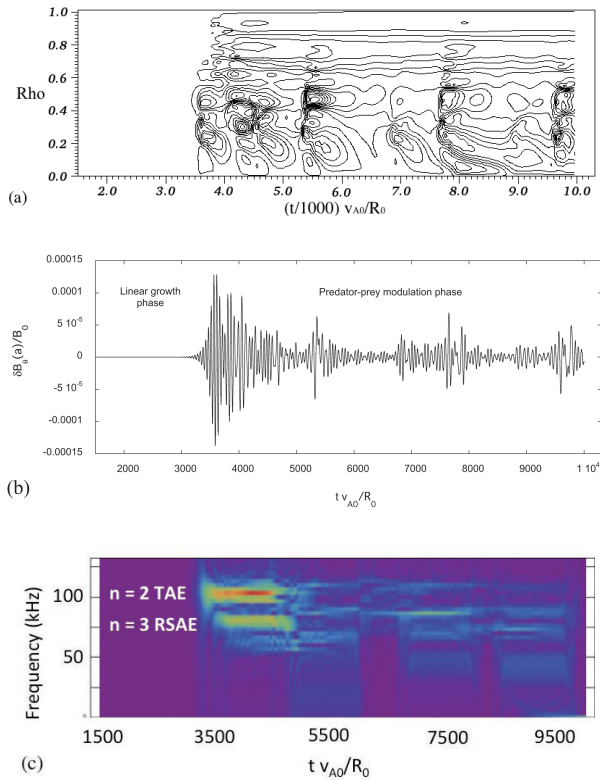 1.0
0.8
0.6
Rho
0.4
0.2
0.0
2.0 3.0 4.0 5.0 6.0 7.0 8.0 9.0 10.0
(a)
(t/1000) vA0/R0
0.00015
0.0001
5 10-5
0
-5 10-5
-0.0001
-0.00015
δBθ(a)/B0
Linear growth
phase
Predator-prey modulation phase
2000 3000 4000 5000 6000 7000 8000 9000 1 104
(b)
t vA0/R0
Frequency (kHz)
100
50
0
n = 2 TAE
n = 3 RSAE
1500 3500 5500 7500 9500
(c)
t vA0/R0